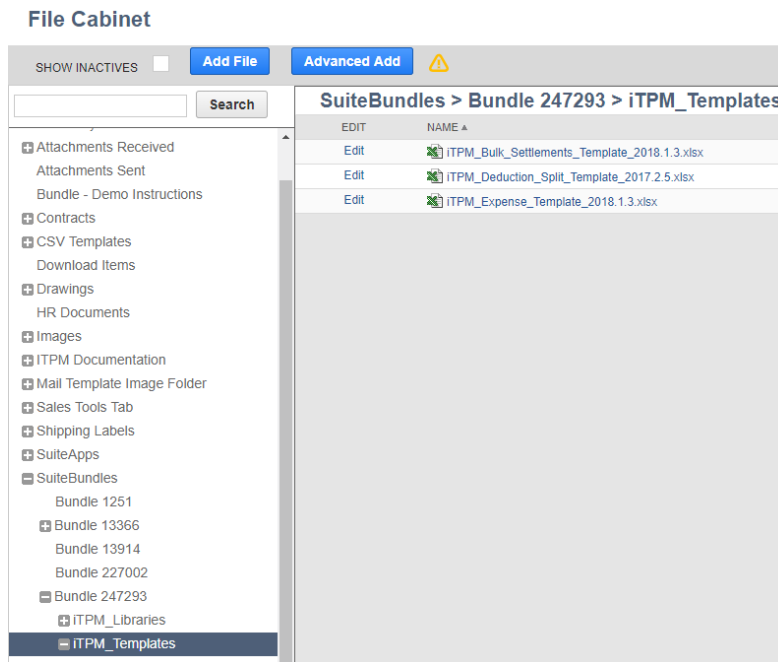 File Cabinet
SHOW INACTIVES
Add File
Advanced Add
Search
Attachments Received
Attachments Sent
Bundle - Demo Instructions
Contracts
CSV Templates
Download Items
Drawings
HR Documents
Images
ITPM Documentation
Mail Template Image Folder
Sales Tools Tab
Shipping Labels
SuiteApps
SuiteBundles
Bundle 1251
Bundle 13366
Bundle 13914
Bundle 227002
Bundle 247293
iTPM_Libraries
iTPM_Templates
SuiteBundles > Bundle 247293 > iTPM_Templates
EDIT NAME
Edit iTPM_Bulk_Settlements_Template_2018.1.3.xlsx
Edit iTPM_Deduction_Split_Template_2017.2.5.xlsx
Edit iTPM_Expense_Template_2018.1.3.xlsx